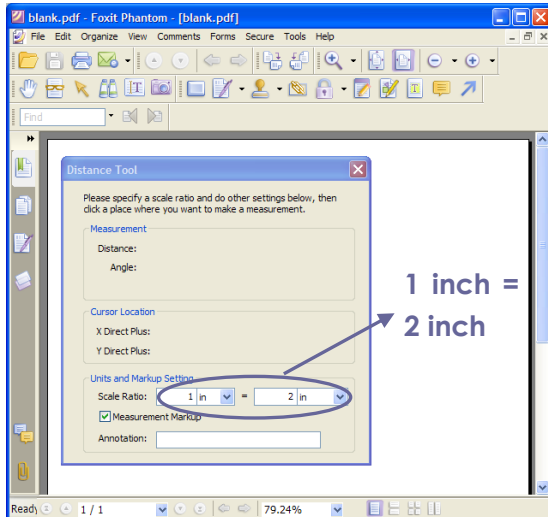 blank.pdf - Foxit Phantom - [blank.pdf]
File Edit Organize View Comments Forms Secure Tools Help
Find
Distance Tool
Please specify a scale ratio and do other settings below, then
click a place where you want to make a measurement.
Measurement
Distance:
Angle:
Cursor Location
X Direct Plus:
Y Direct Plus:
Units and Markup Setting
Scale Ratio: 1 in = 2 in
Measurement Markup
Annotation:
1 inch =
2 inch
Ready 1 / 1 79.24%